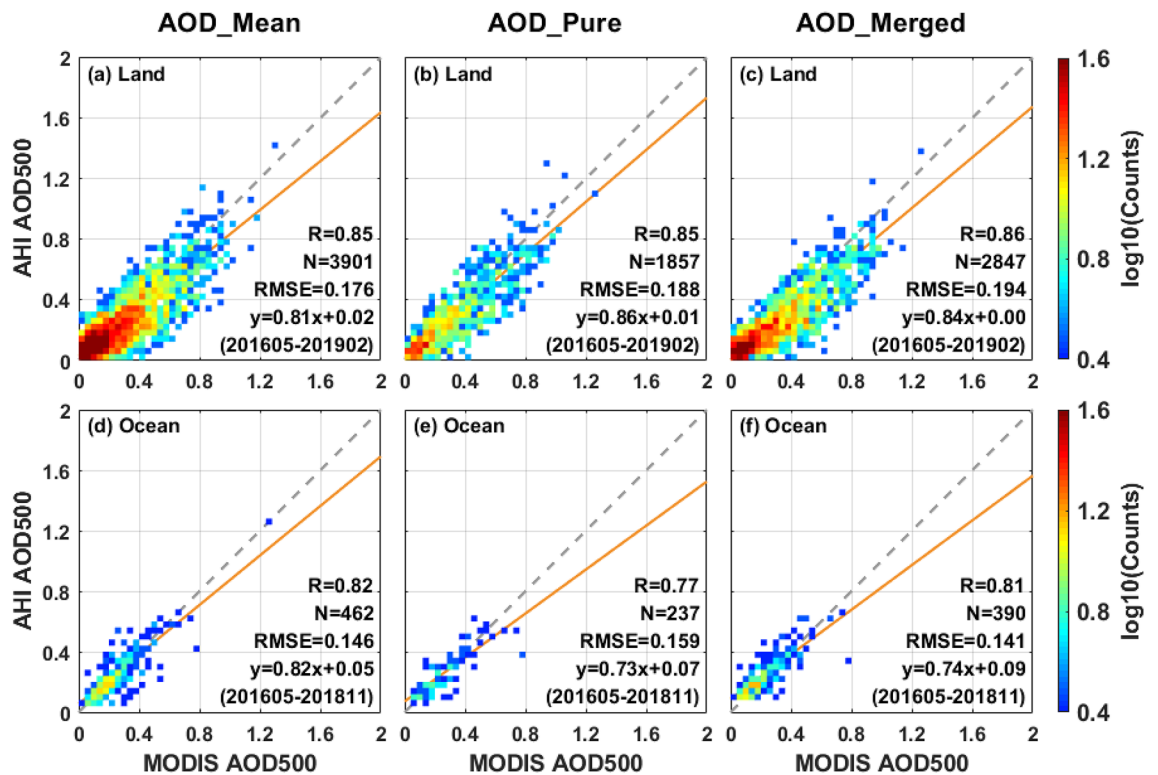 AOD_Mean
AOD_Pure
AOD_Merged
AHI AOD500
2
1.6
1.2
0.8
0.4
0
(a) Land
R=0.85
N=3901
RMSE=0.176
y=0.81x+0.02
(201605-201902)
0 0.4 0.8 1.2 1.6 2
(b) Land
R=0.85
N=1857
RMSE=0.188
y=0.86x+0.01
(201605-201902)
0 0.4 0.8 1.2 1.6 2
(c) Land
R=0.86
N=2847
RMSE=0.194
y=0.84x+0.00
(201605-201902)
0 0.4 0.8 1.2 1.6 2
1.6
1.2
0.8
0.4
log10(Counts)
AHI AOD500
2
1.6
1.2
0.8
0.4
0
(d) Ocean
R=0.82
N=462
RMSE=0.146
y=0.82x+0.05
(201605-201811)
0 0.4 0.8 1.2 1.6 2
MODIS AOD500
(e) Ocean
R=0.77
N=237
RMSE=0.159
y=0.73x+0.07
(201605-201811)
0 0.4 0.8 1.2 1.6 2
MODIS AOD500
(f) Ocean
R=0.81
N=390
RMSE=0.141
y=0.74x+0.09
(201605-201811)
0 0.4 0.8 1.2 1.6 2
MODIS AOD500
1.6
1.2
0.8
0.4
log10(Counts)